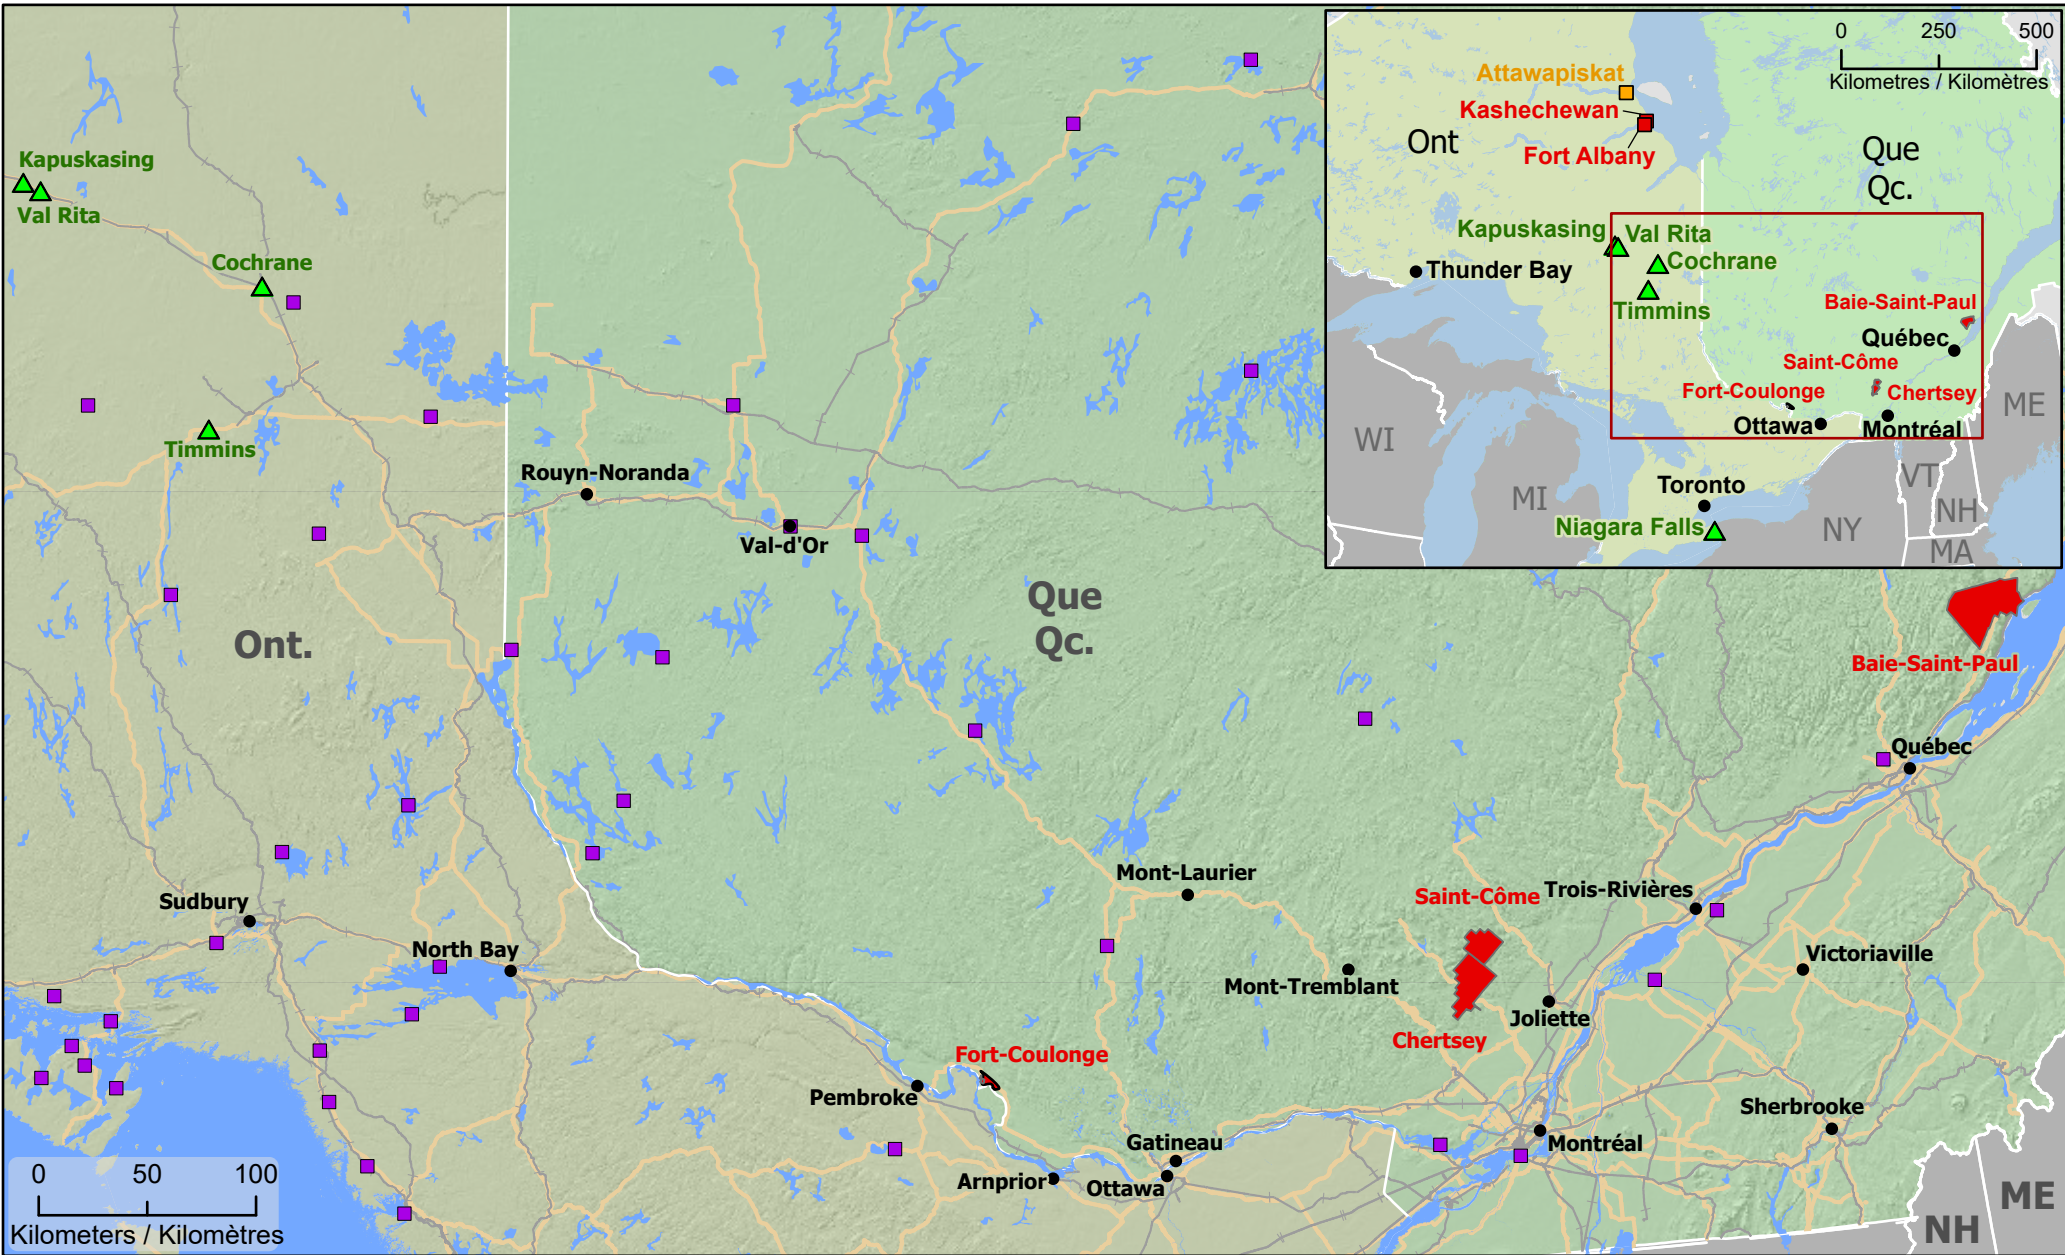 Kapuskasing
Val Rita
Cochrane
Timmins
Rouyn-Noranda
Val-d'Or
Ont.
Que
Qc.
Baie-Saint-Paul
Québec
Mont-Laurier
Saint-Côme
Trois-Rivières
Sudbury
North Bay
Victoriaville
Mont-Tremblant
Joliette
Chertsey
Fort-Coulonge
Pembroke
Sherbrooke
Gatineau
Montréal
Arnprior
Ottawa
ME
NH
0 50 100
Kilometers / Kilomètres
0 250 500
Kilometres / Kilomètres
Attawapiskat
Kashechewan
Ont
Fort Albany
Que
Qc.
Kapuskasing
Val Rita
Thunder Bay
Cochrane
Timmins
Baie-Saint-Paul
Québec
Saint-Côme
Fort-Coulonge
Chertsey
ME
Ottawa
Montréal
WI
VT
MI
Toronto
NH
Niagara Falls
NY
MA